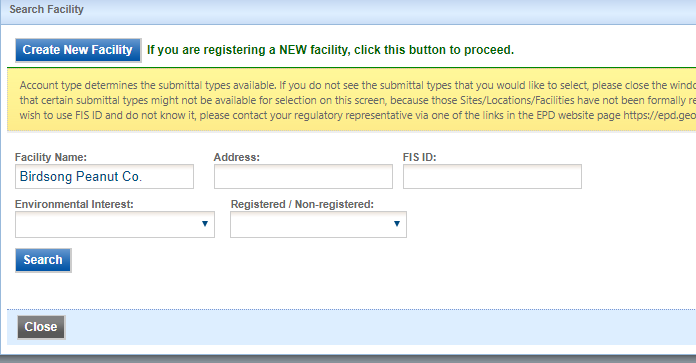 Search Facility
Create New Facility If you are registering a NEW facility, click this button to proceed.
Account type determines the submittal types available. If you do not see the submittal types that you would like to select, please close the windo
that certain submittal types might not be available for selection on this screen, because those Sites/Locations/Facilities have not been formally re
wish to use FIS ID and do not know it, please contact your regulatory representative via one of the links in the EPD website page https://epd.geo
Facility Name: Address: FIS ID:
Birdsong Peanut Co.
Environmental Interest: Registered / Non-registered:
Search
Close